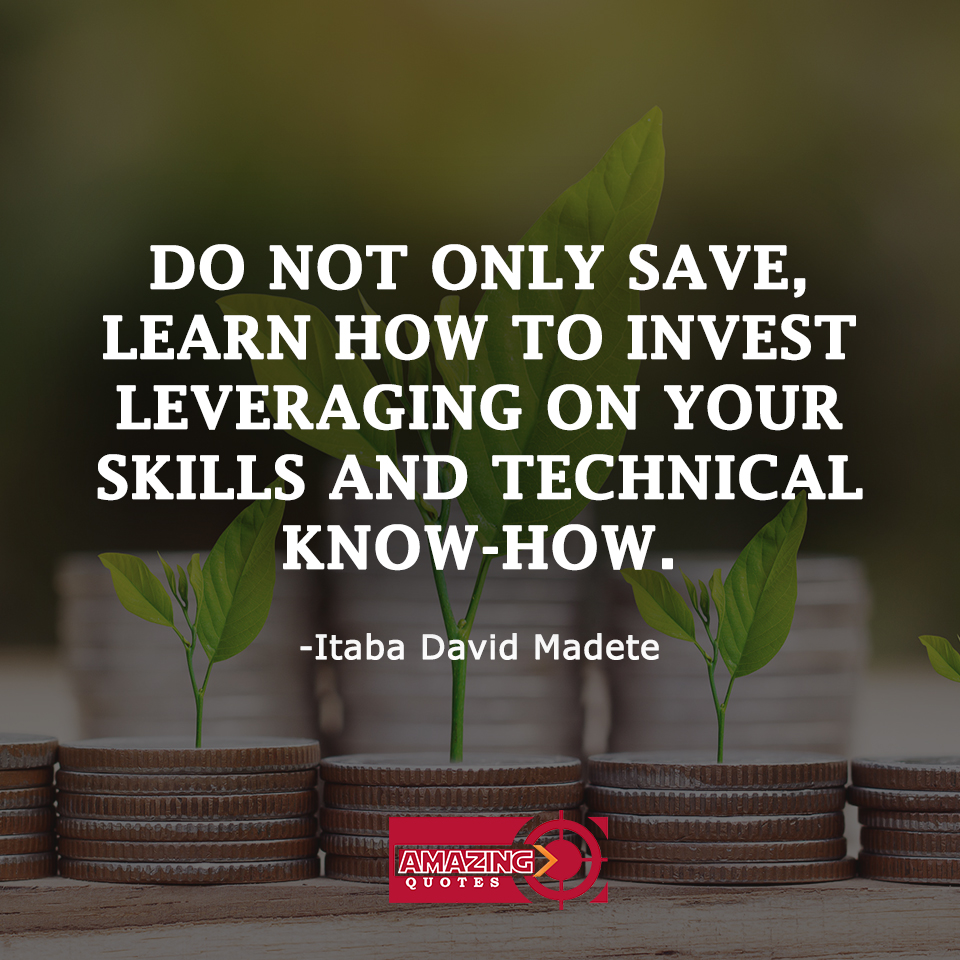 DO NOT ONLY SAVE,
LEARN HOW TO INVEST
LEVERAGING ON YOUR
SKILLS AND TECHNICAL
KNOW-HOW.
-Itaba David Madete
AMAZING
QUOTES